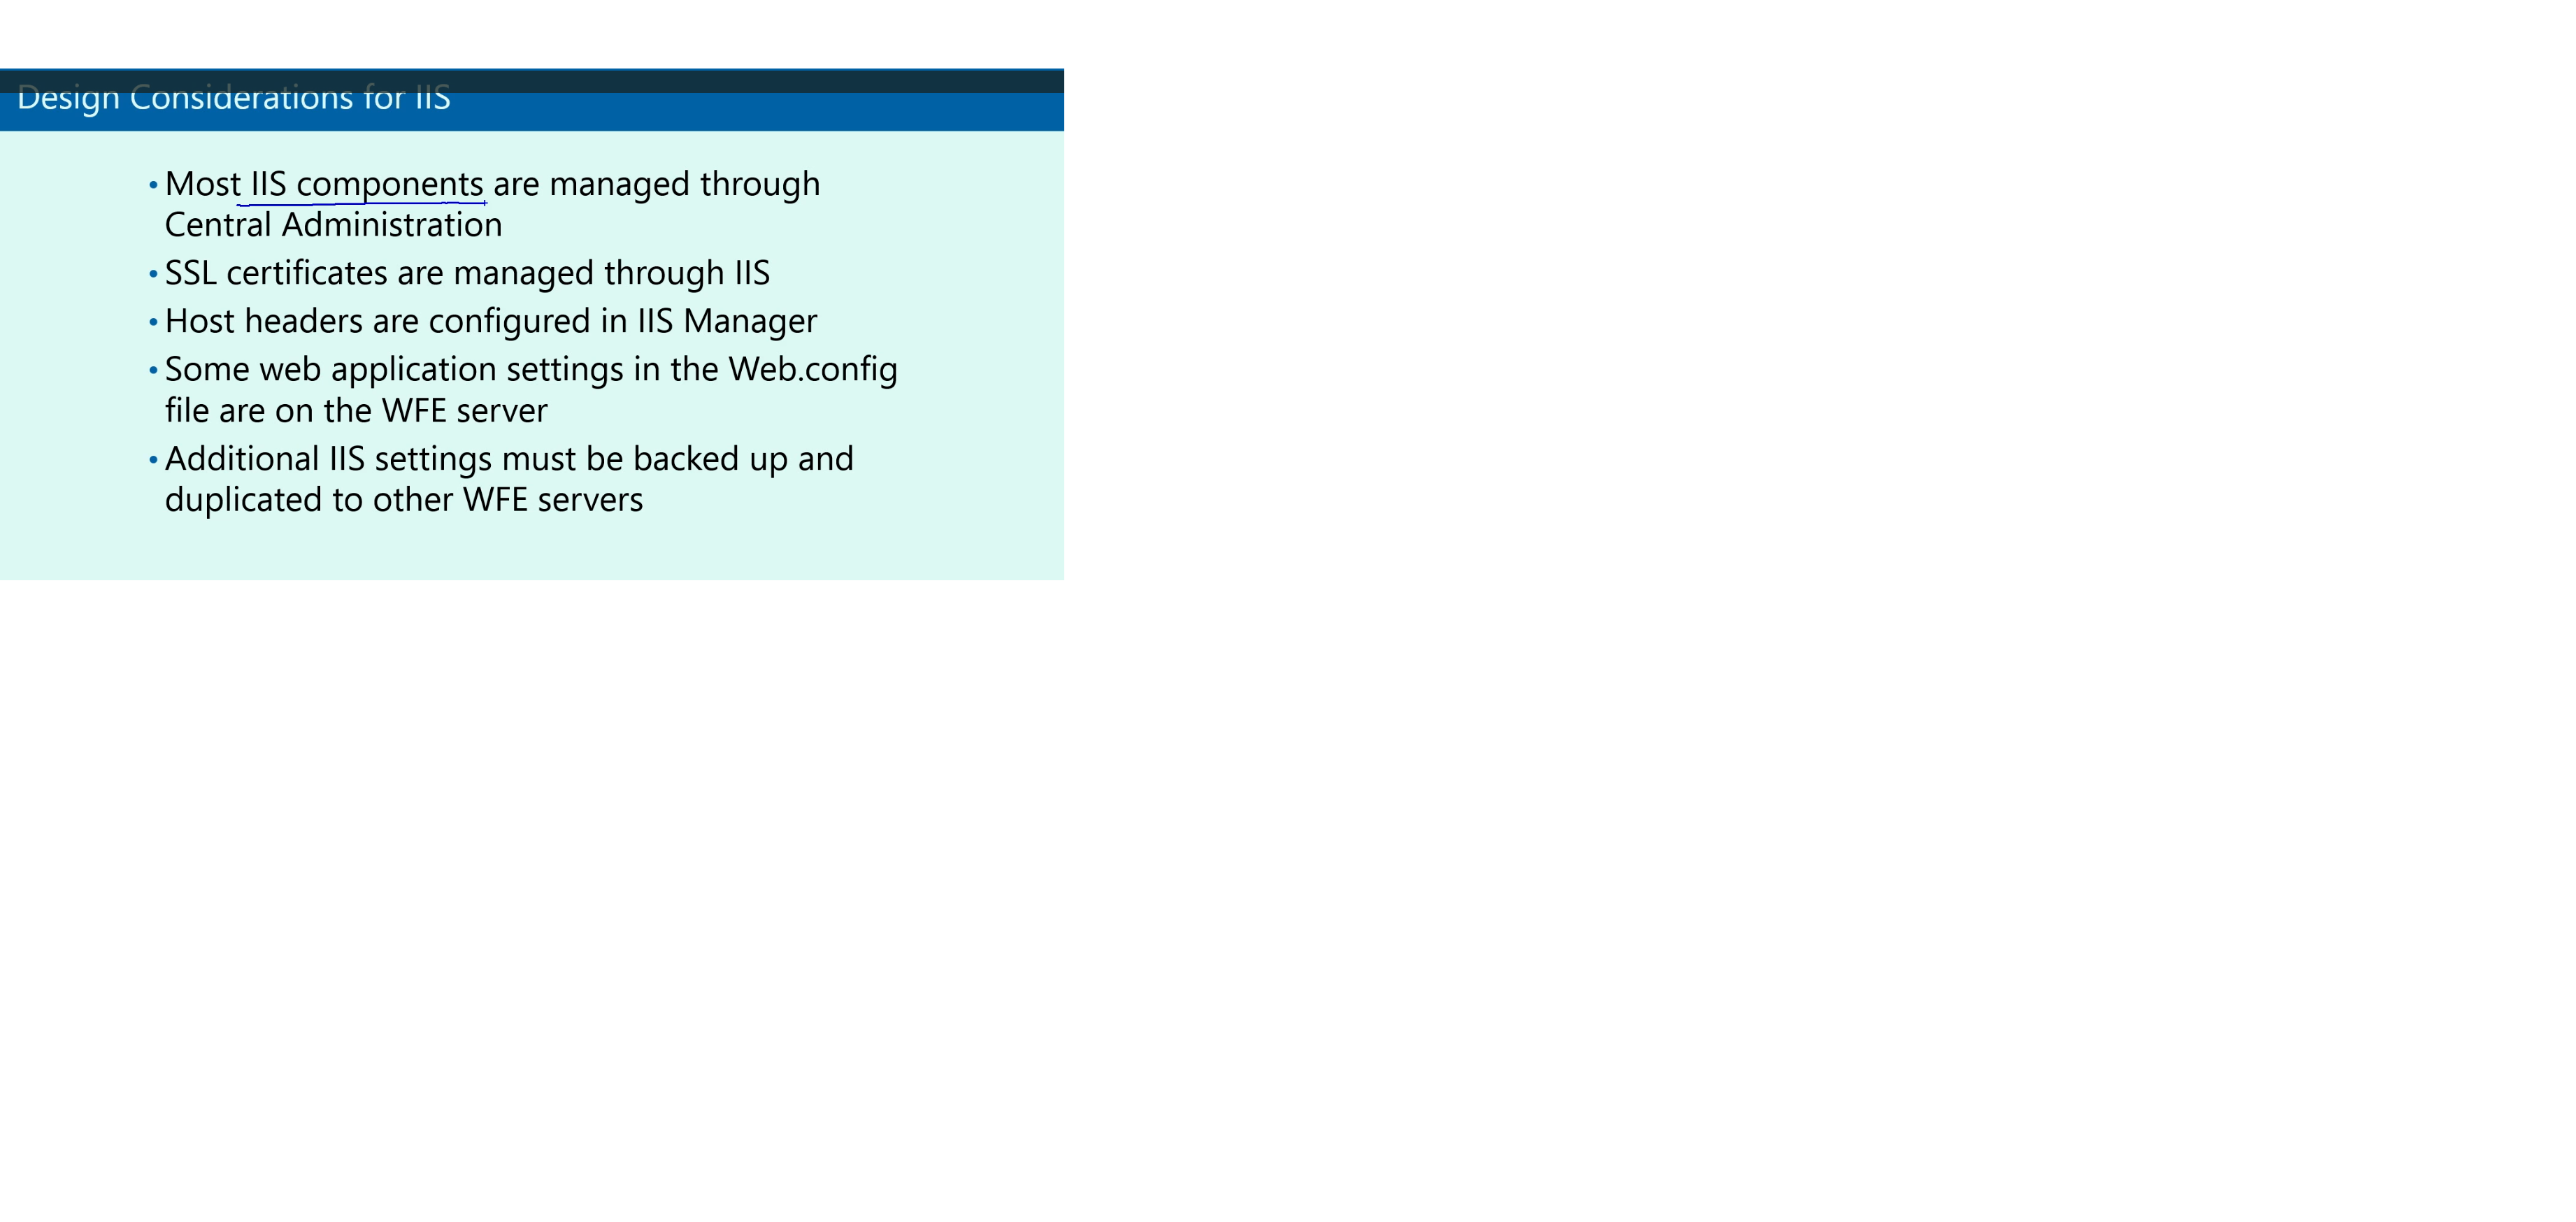 Design Considerations for IIS
• Most IIS components are managed through
Central Administration
• SSL certificates are managed through IIS
• Host headers are configured in IIS Manager
• Some web application settings in the Web.config
file are on the WFE server
• Additional IIS settings must be backed up and
duplicated to other WFE servers